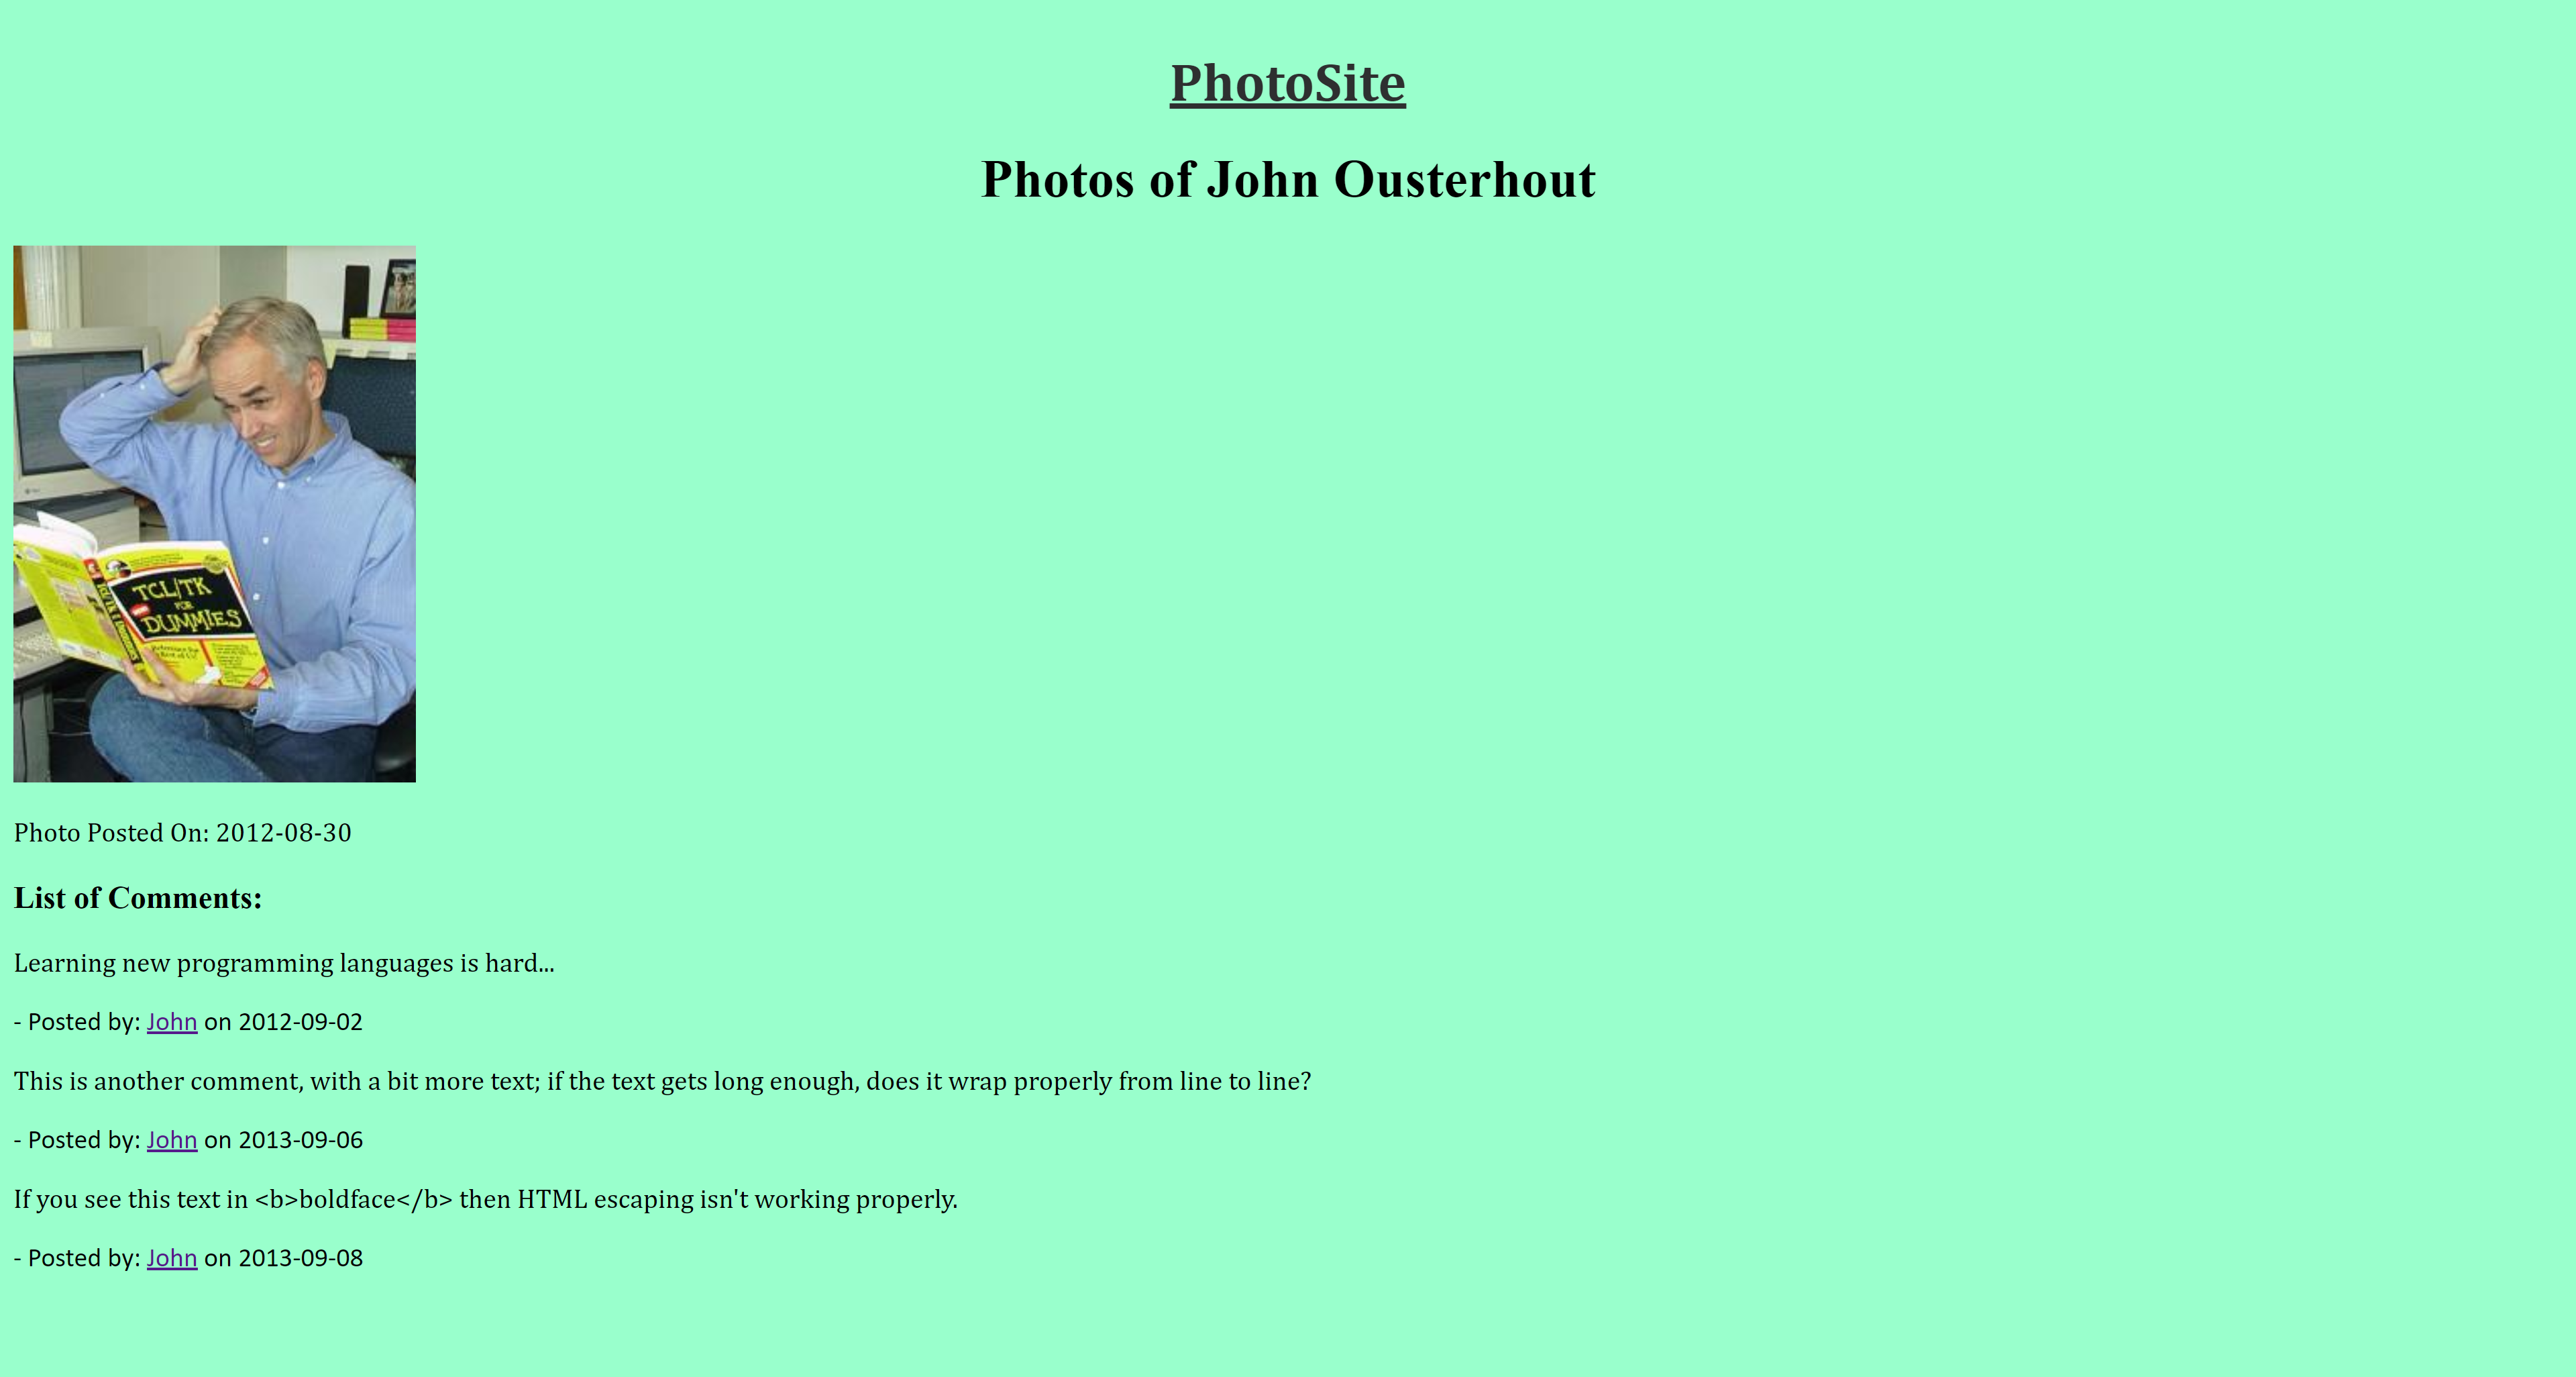 PhotoSite
Photos of John Ousterhout
TCL/TK
FOR
DUMMIES
Photo Posted On: 2012-08-30
List of Comments:
Learning new programming languages is hard...
- Posted by: John on 2012-09-02
This is another comment, with a bit more text; if the text gets long enough, does it wrap properly from line to line?
- Posted by: John on 2013-09-06
If you see this text in <b>boldface</b> then HTML escaping isn't working properly.
- Posted by: John on 2013-09-08